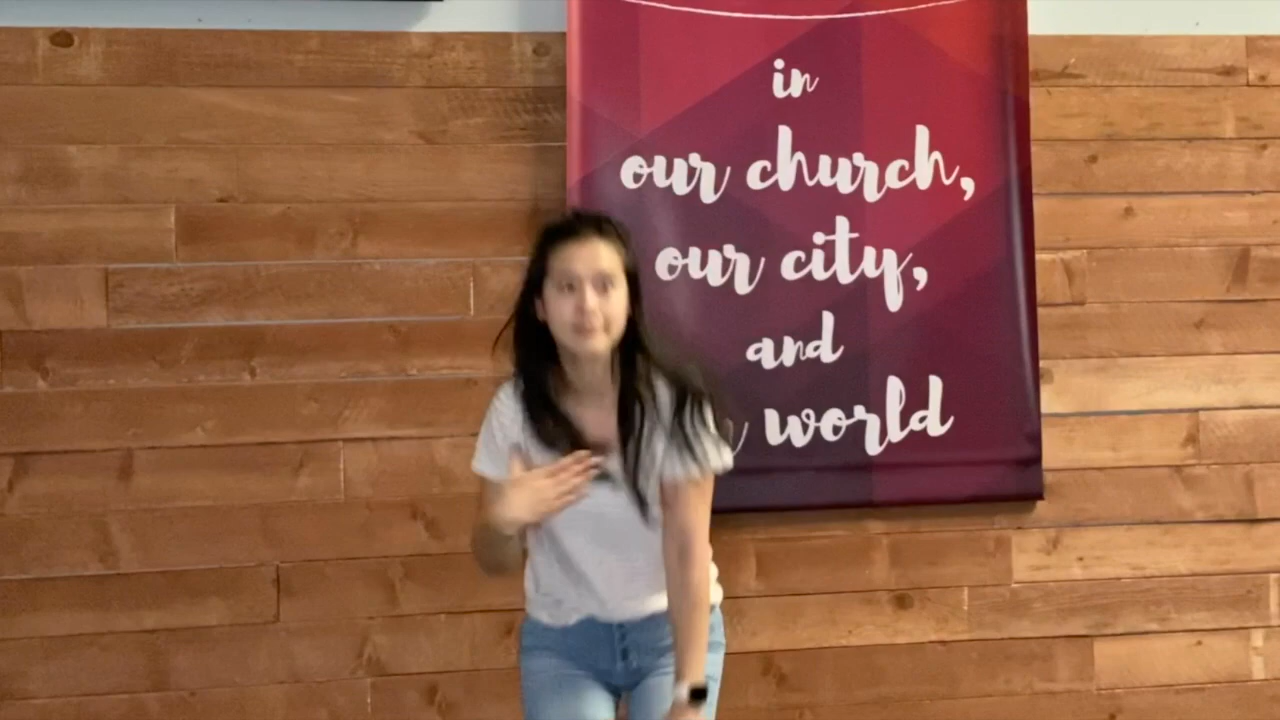 in
our church,
our city,
and
world